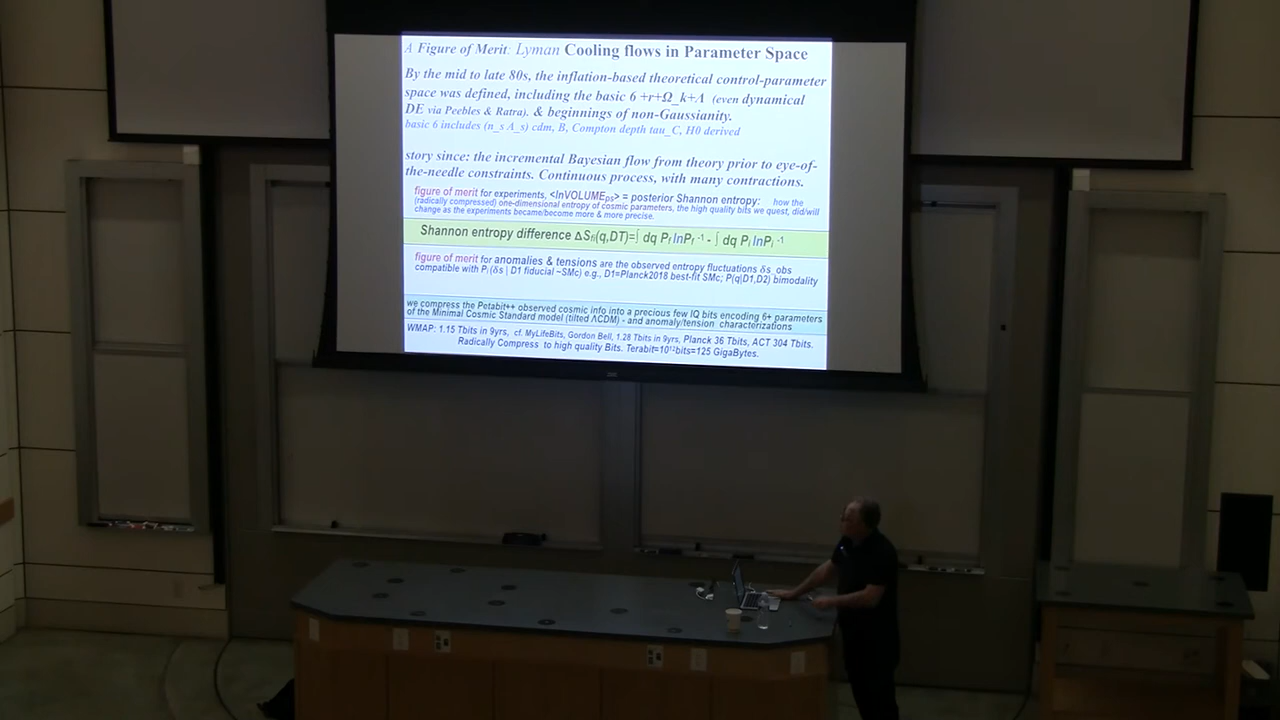 A Figure of Merit: Lyman Cooling flows in Parameter Space
By the mid to late 80s, the inflation-based theoretical control-parameter
space was defined, including the basic 6 +r+Ω_k+Λ (even dynamical
DE via Peebles & Ratra). & beginnings of non-Gaussianity.
basic 6 includes (n_s A_s) cdm, B, Compton depth tau_C, H0 derived
story since: the incremental Bayesian flow from theory prior to eye-of-
the-needle constraints. Continuous process, with many contractions.
figure of merit for experiments, <lnVOLUMEps> = posterior Shannon entropy: how the
(radically compressed) one-dimensional entropy of cosmic parameters, the high quality bits we quest, did/will
change as the experiments became/become more & more precise.
Shannon entropy difference ΔSfi(q,DT)=∫ dq Pf lnPf ⁻¹ - ∫ dq Pi lnPi ⁻¹
figure of merit for anomalies & tensions are the observed entropy fluctuations δs_obs
compatible with Pi (δs | D1 fiducial ~SMc) e.g., D1=Planck2018 best-fit SMc; P(q|D1,D2) bimodality
we compress the Petabit++ observed cosmic info into a precious few IQ bits encoding 6+ parameters
of the Minimal Cosmic Standard model (tilted ΛCDM) - and anomaly/tension characterizations
WMAP: 1.15 Tbits in 9yrs, cf. MyLifeBits, Gordon Bell, 1.28 Tbits in 9yrs, Planck 36 Tbits, ACT 304 Tbits.
Radically Compress to high quality Bits. Terabit=10¹²bits=125 GigaBytes.